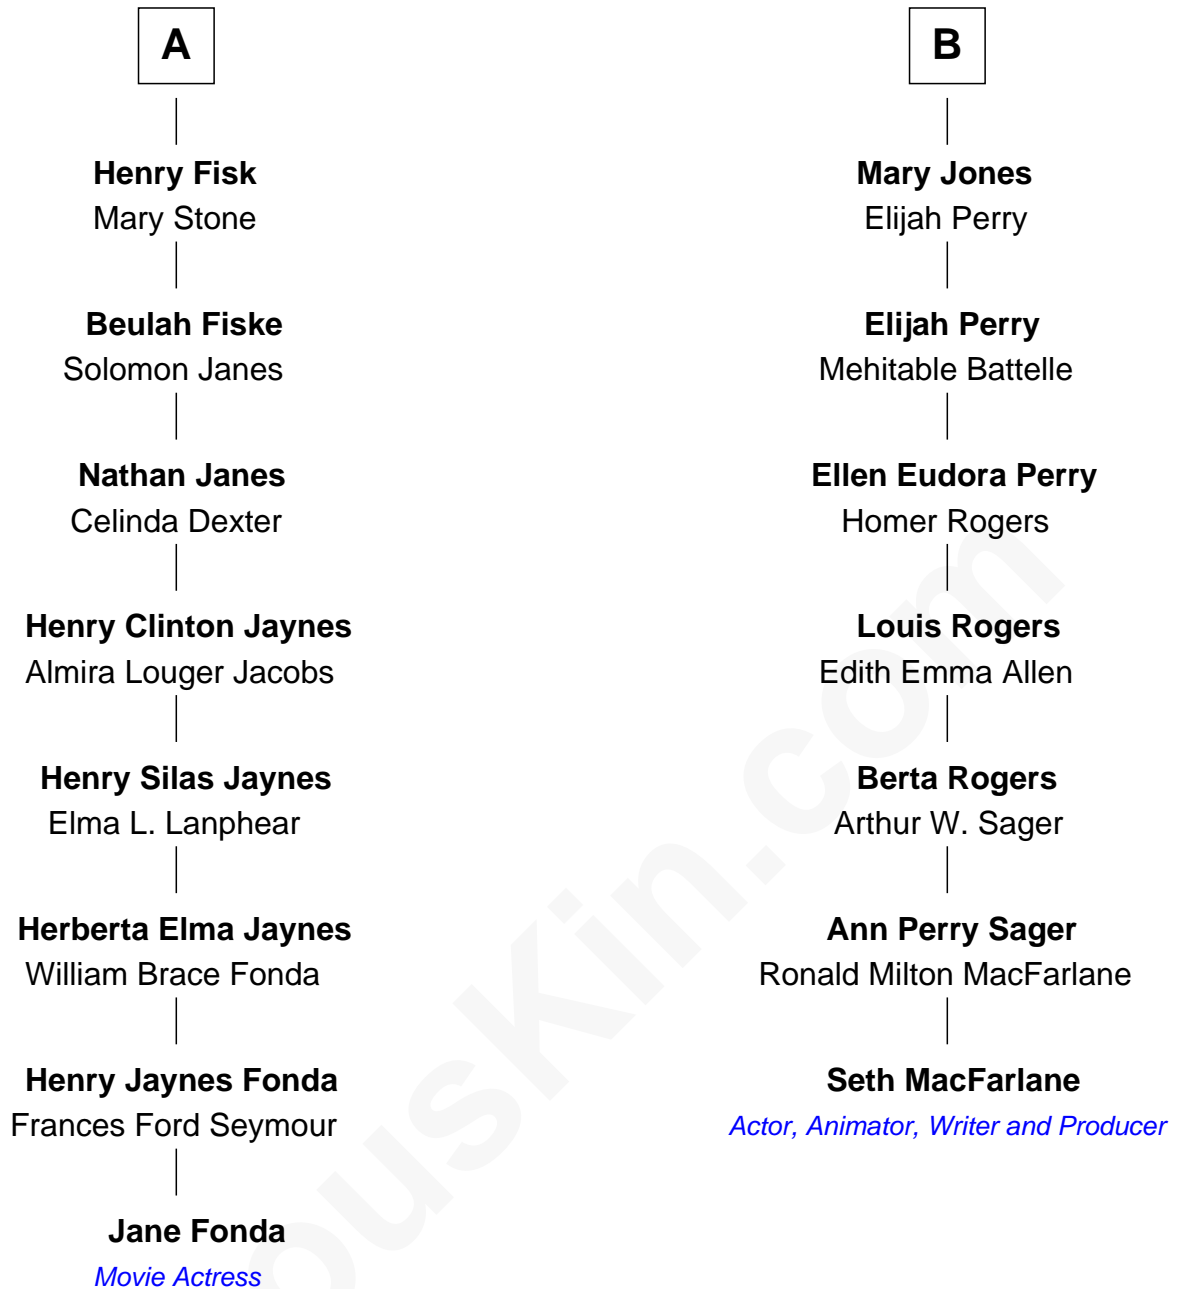 A
Henry Fisk
Mary Stone
Beulah Fiske
Solomon Janes
Nathan Janes
Celinda Dexter
Henry Clinton Jaynes
Almira Louger Jacobs
Henry Silas Jaynes
Elma L. Lanphear
Herberta Elma Jaynes
William Brace Fonda
Henry Jaynes Fonda
Frances Ford Seymour
Jane Fonda
Movie Actress
B
Mary Jones
Elijah Perry
Elijah Perry
Mehitable Battelle
Ellen Eudora Perry
Homer Rogers
Louis Rogers
Edith Emma Allen
Berta Rogers
Arthur W. Sager
Ann Perry Sager
Ronald Milton MacFarlane
Seth MacFarlane
Actor, Animator, Writer and Producer
ousKin.com